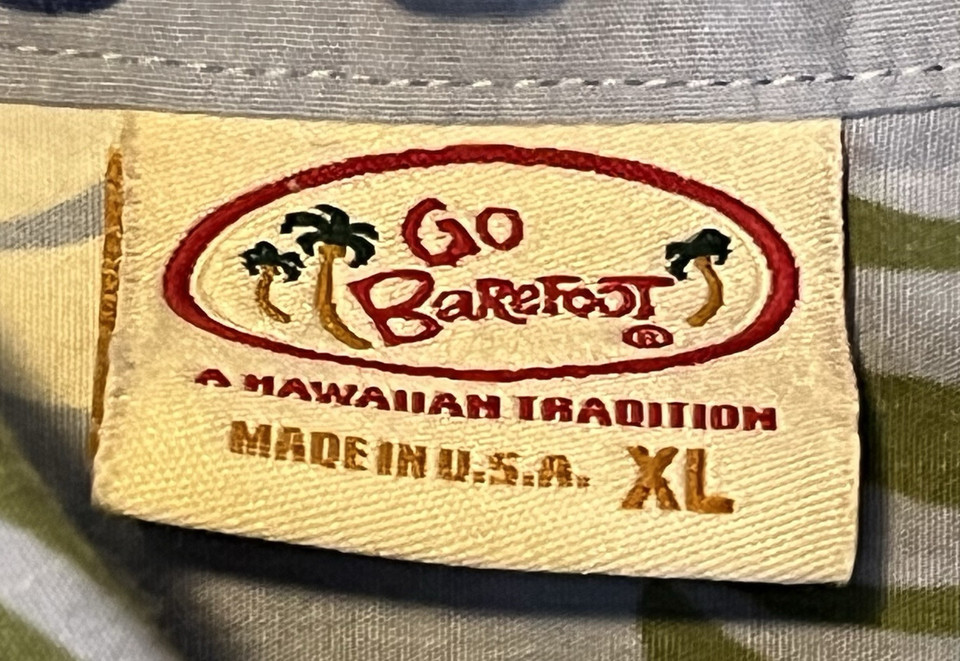 GO
BaReFooT
®
A HAWAIIAN TRADITION
MADE IN U.S.A. XL